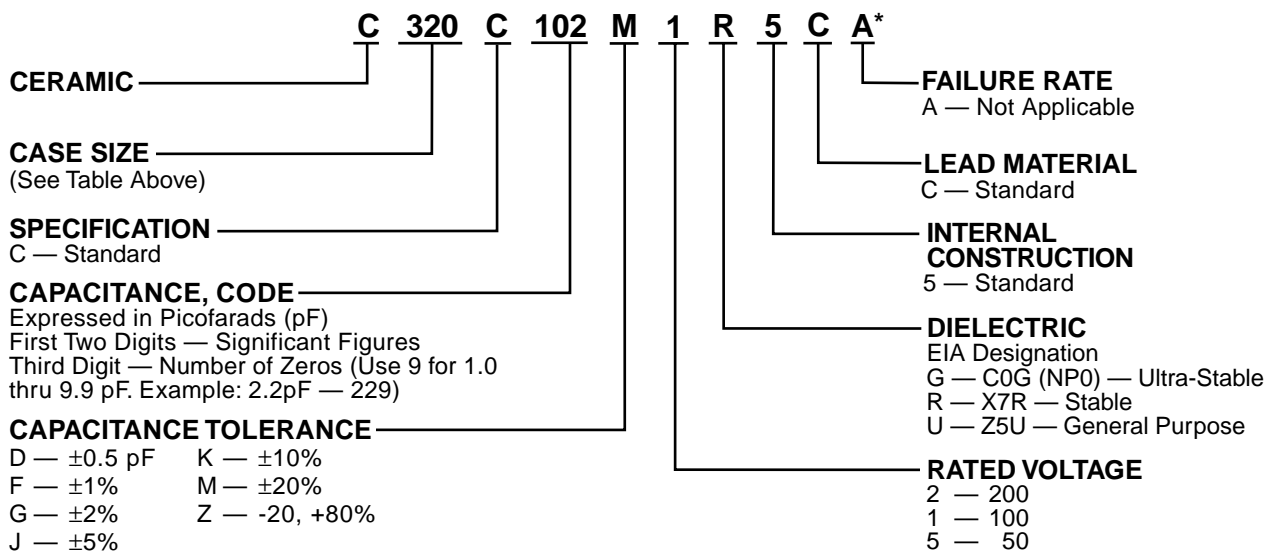 C 320 C 102 M 1 R 5 C A*
CERAMIC
CASE SIZE
(See Table Above)
SPECIFICATION
C — Standard
CAPACITANCE, CODE
Expressed in Picofarads (pF)
First Two Digits — Significant Figures
Third Digit — Number of Zeros (Use 9 for 1.0
thru 9.9 pF. Example: 2.2pF — 229)
CAPACITANCE TOLERANCE
D — ±0.5 pF K — ±10%
F — ±1% M — ±20%
G — ±2% Z — -20, +80%
J — ±5%
FAILURE RATE
A — Not Applicable
LEAD MATERIAL
C — Standard
INTERNAL
CONSTRUCTION
5 — Standard
DIELECTRIC
EIA Designation
G — C0G (NP0) — Ultra-Stable
R — X7R — Stable
U — Z5U — General Purpose
RATED VOLTAGE
2 — 200
1 — 100
5 — 50